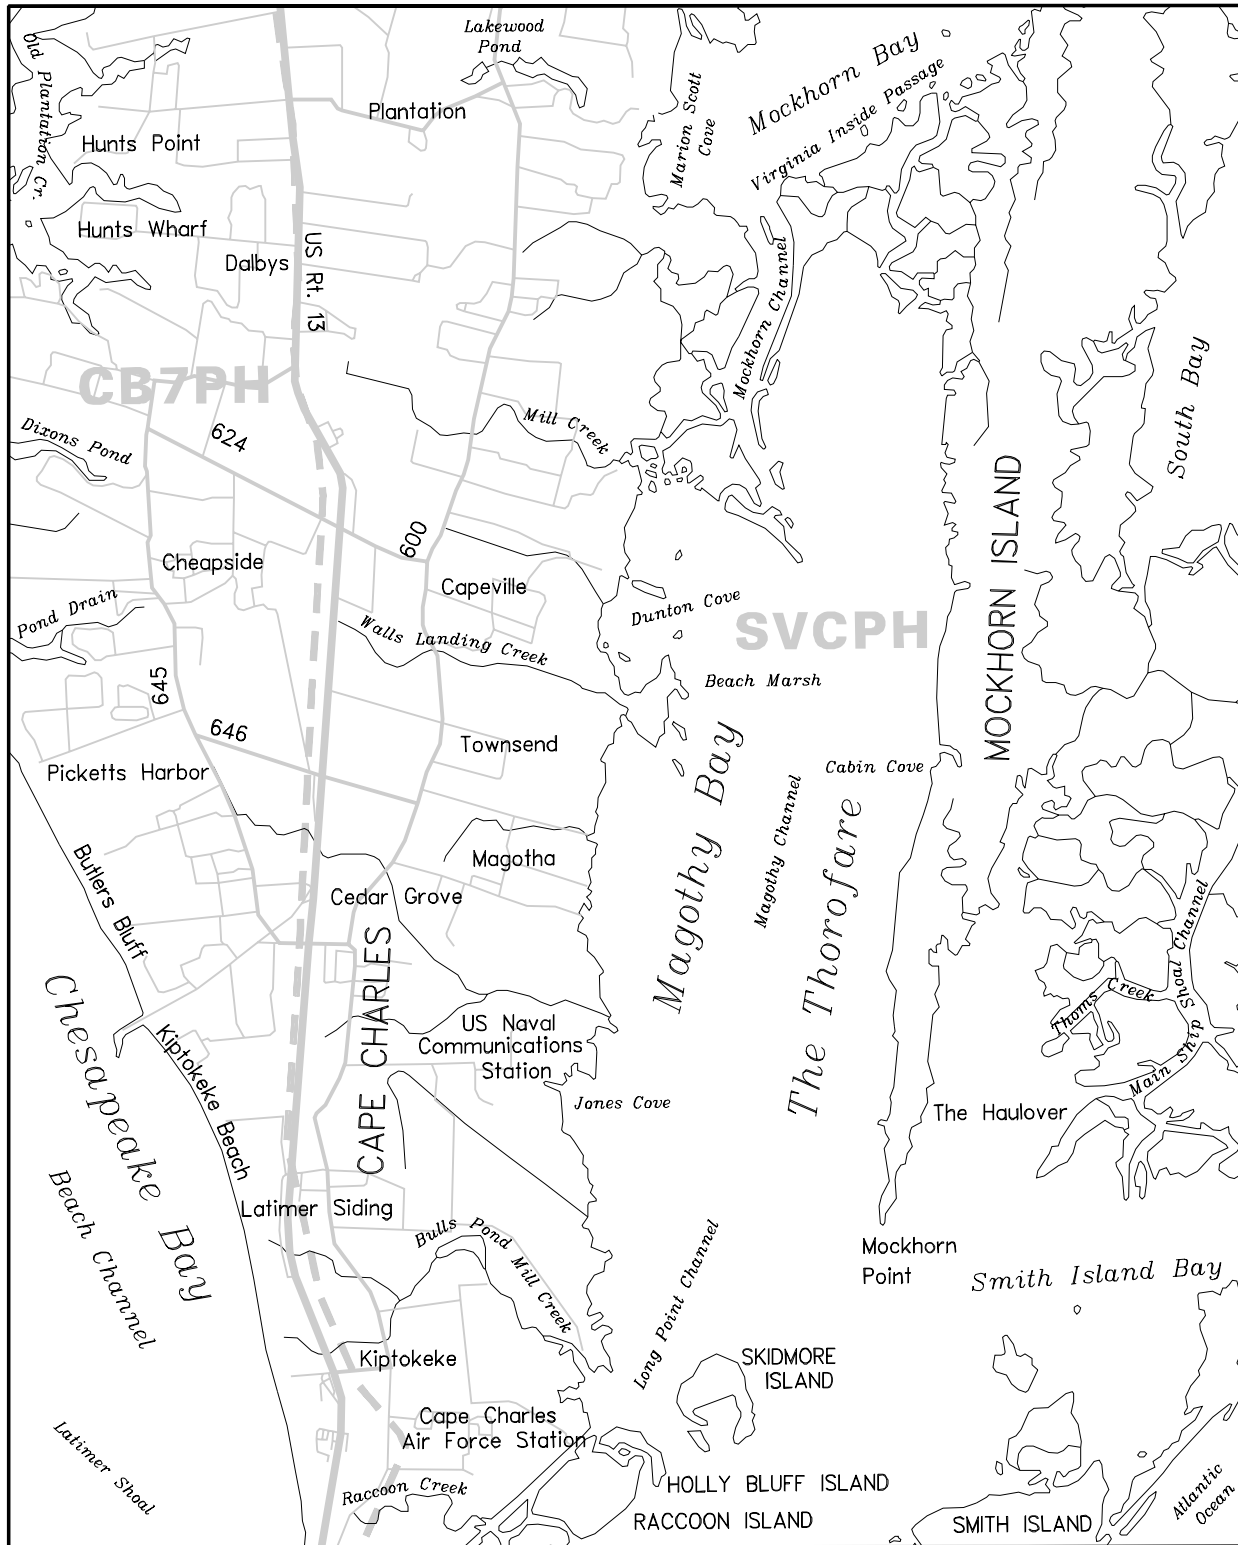 Lakewood
Pond
Old Plantation Cr.
Mockhorn Bay
Virginia Inside Passage
Marion Scott
Cove
Plantation
Hunts Point
Hunts Wharf
Dalbys
US Rt. 13
Mockhorn Channel
South Bay
CB7PH
Dixons Pond
624
Mill Creek
600
MOCKHORN ISLAND
Cheapside
Capeville
Pond Drain
Dunton Cove
Walls Landing Creek
SVCPH
Beach Marsh
645
646
Townsend
Picketts Harbor
Magothy Bay
Cabin Cove
Magothy Channel
The Thorofare
Butlers Bluff
Magotha
Cedar Grove
CAPE CHARLES
Main Ship Shoal Channel
Thoms Creek
Chesapeake Bay
Kiptokeke Beach
US Naval
Communications
Station
Jones Cove
The Haulover
Beach Channel
Latimer Siding
Bulls Pond Mill Creek
Long Point Channel
Mockhorn
Point
Smith Island Bay
Kiptokeke
SKIDMORE
ISLAND
Cape Charles
Air Force Station
Latimer Shoal
Raccoon Creek
HOLLY BLUFF ISLAND
RACCOON ISLAND
SMITH ISLAND
Atlantic
Ocean